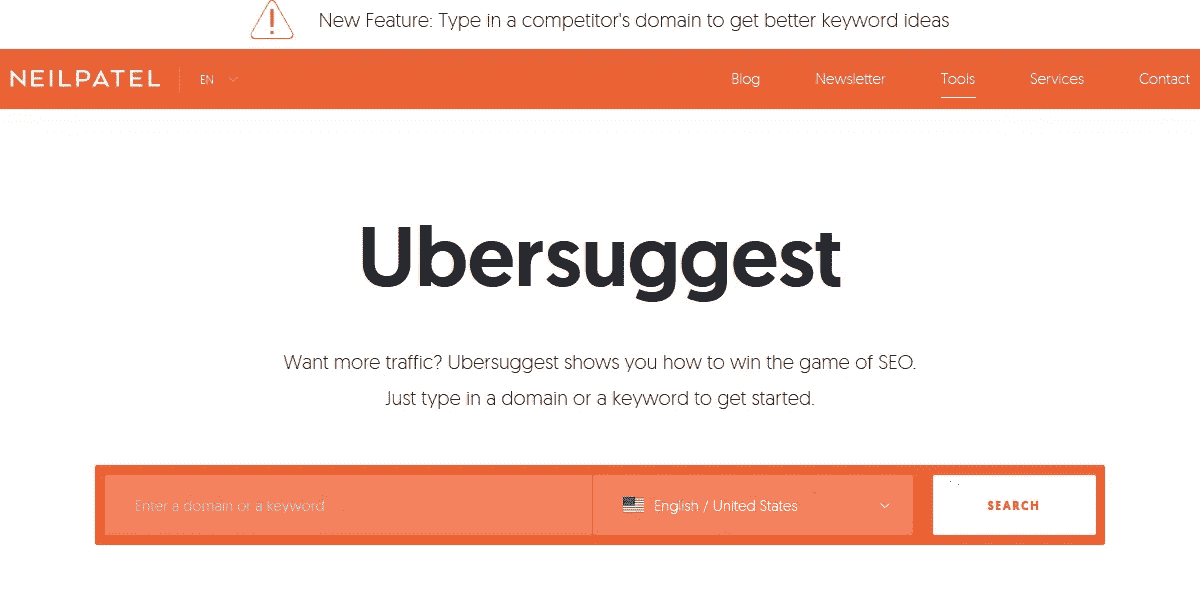 New Feature: Type in a competitor's domain to get better keyword ideas
NEILPATEL EN Blog Newsletter Tools Services Contact
Ubersuggest
Want more traffic? Ubersuggest shows you how to win the game of SEO.
Just type in a domain or a keyword to get started.
Enter a domain or a keyword English / United States SEARCH